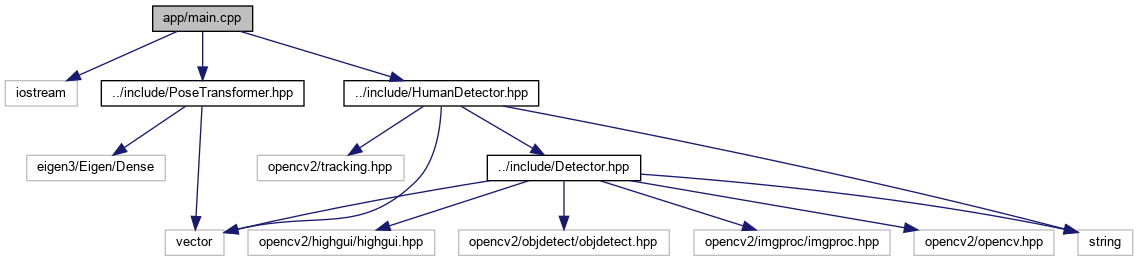 app/main.cpp
iostream
../include/PoseTransformer.hpp
../include/HumanDetector.hpp
eigen3/Eigen/Dense
opencv2/tracking.hpp
../include/Detector.hpp
vector
opencv2/highgui/highgui.hpp
opencv2/objdetect/objdetect.hpp
opencv2/imgproc/imgproc.hpp
opencv2/opencv.hpp
string